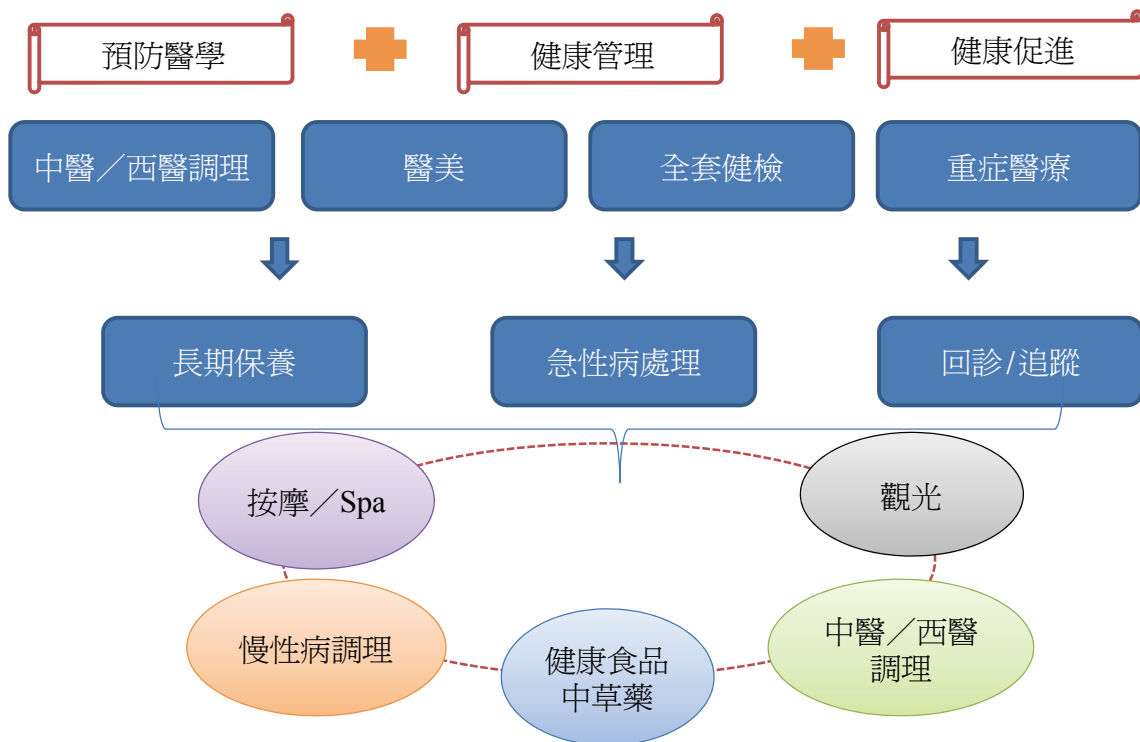 預防醫學
健康管理
健康促進
中醫／西醫調理
醫美
全套健檢
重症醫療
長期保養
急性病處理
回診/追蹤
按摩／Spa
觀光
慢性病調理
健康食品
中草藥
中醫／西醫
調理